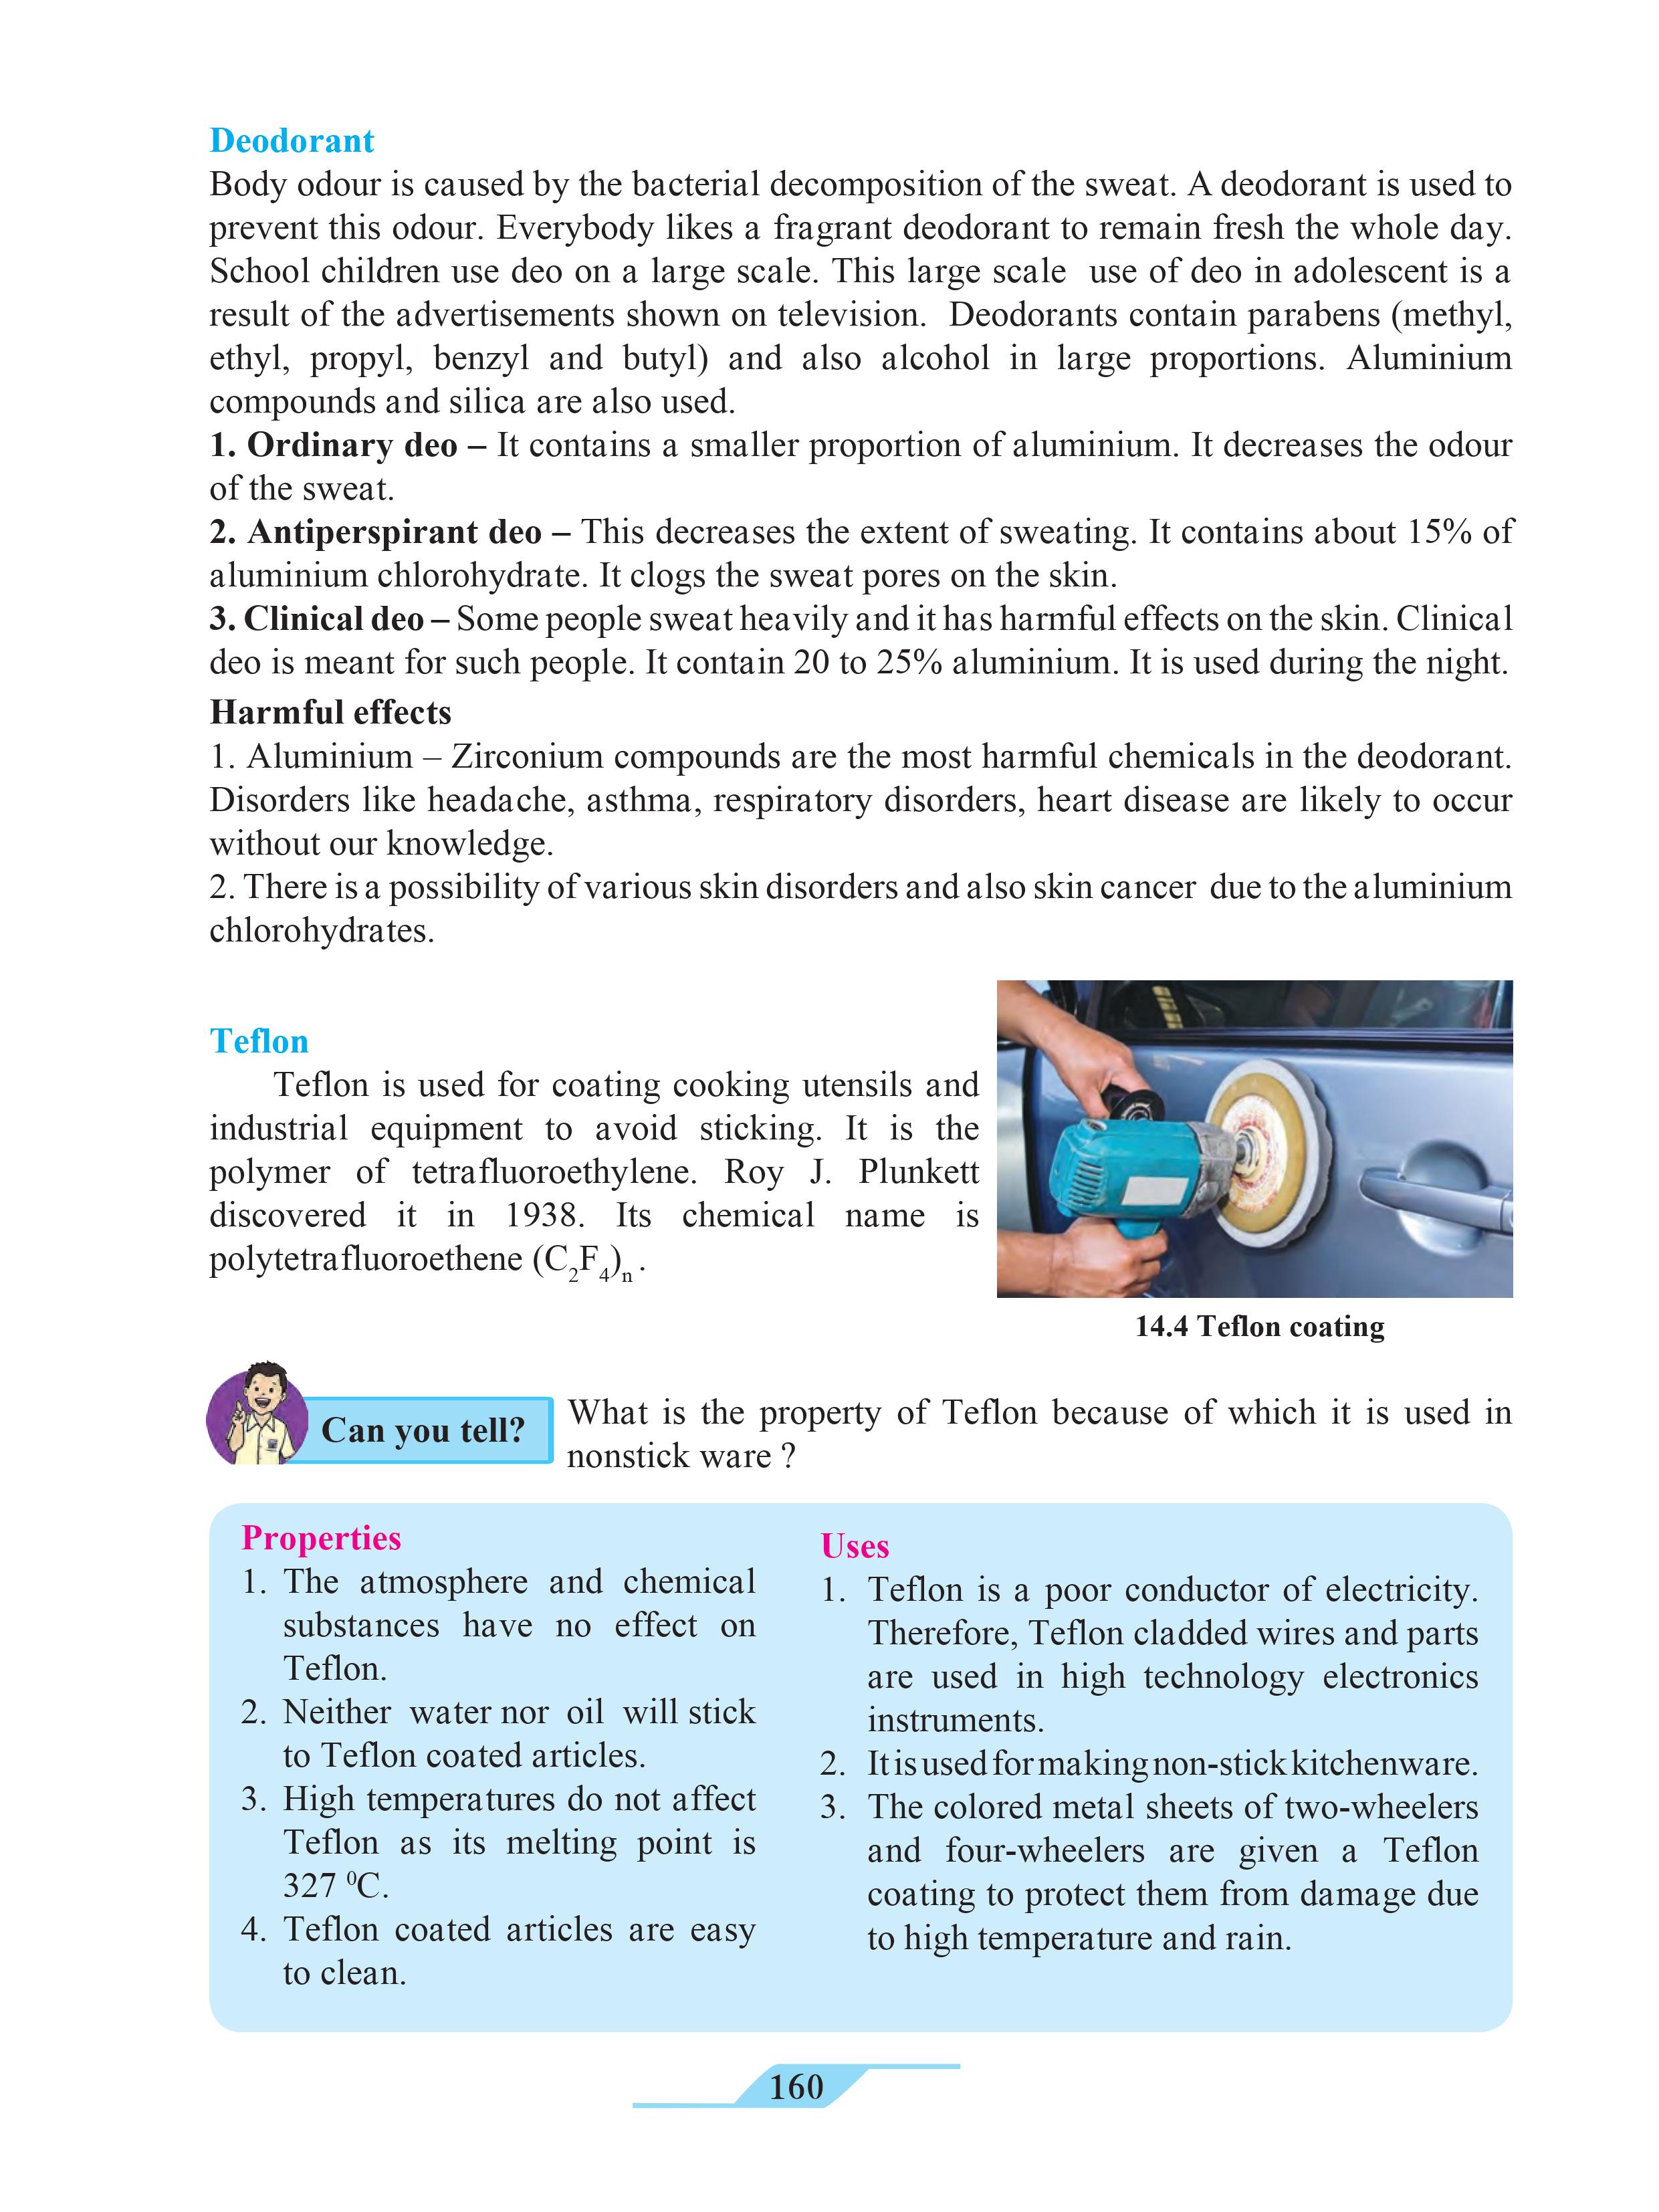 Deodorant
Body odour is caused by the bacterial decomposition of the sweat. A deodorant is used to
prevent this odour. Everybody likes a fragrant deodorant to remain fresh the whole day.
School children use deo on a large scale. This large scale use of deo in adolescent is a
result of the advertisements shown on television. Deodorants contain parabens (methyl,
ethyl, propyl, benzyl and butyl) and also alcohol in large proportions. Aluminium
compounds and silica are also used.
1. Ordinary deo – It contains a smaller proportion of aluminium. It decreases the odour
of the sweat.
2. Antiperspirant deo – This decreases the extent of sweating. It contains about 15% of
aluminium chlorohydrate. It clogs the sweat pores on the skin.
3. Clinical deo – Some people sweat heavily and it has harmful effects on the skin. Clinical
deo is meant for such people. It contain 20 to 25% aluminium. It is used during the night.
Harmful effects
1. Aluminium – Zirconium compounds are the most harmful chemicals in the deodorant.
Disorders like headache, asthma, respiratory disorders, heart disease are likely to occur
without our knowledge.
2. There is a possibility of various skin disorders and also skin cancer due to the aluminium
chlorohydrates.
Teflon
Teflon is used for coating cooking utensils and
industrial equipment to avoid sticking. It is the
polymer of tetrafluoroethylene. Roy J. Plunkett
discovered it in 1938. Its chemical name is
polytetrafluoroethene (C₂F₄)ₙ .
14.4 Teflon coating
Can you tell?
What is the property of Teflon because of which it is used in
nonstick ware ?
Properties
1. The atmosphere and chemical
substances have no effect on
Teflon.
2. Neither water nor oil will stick
to Teflon coated articles.
3. High temperatures do not affect
Teflon as its melting point is
327 ⁰C.
4. Teflon coated articles are easy
to clean.
Uses
1. Teflon is a poor conductor of electricity.
Therefore, Teflon cladded wires and parts
are used in high technology electronics
instruments.
2. It is used for making non-stick kitchenware.
3. The colored metal sheets of two-wheelers
and four-wheelers are given a Teflon
coating to protect them from damage due
to high temperature and rain.
160